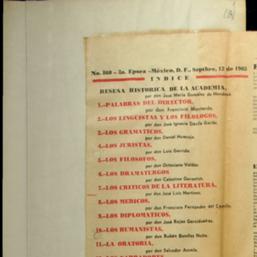 No. 860 - 5a. Epoca - México, D. F., Septbre. 12 de 1965
INDICE
RESEÑA HISTORICA DE LA ACADEMIA,
por don José María González de Mendoza
1.-PALABRAS DEL DIRECTOR,
por don Francisco Monterde.
2.-LOS LINGUISTAS Y LOS FILOLOGOS,
por don José Ignacio Dávila Garibi.
3.-LOS GRAMATICOS,
por don Daniel Huacuja.
4.-LOS JURISTAS,
por don Luis Garrido.
5.-LOS FILOSOFOS,
por don Octaviano Valdés.
6.-LOS DRAMATURGOS
por don Celestino Gorostiza.
7.-LOS CRITICOS DE LA LITERATURA,
por don José Luis Martínez.
8.-LOS MEDICOS,
por don Francisco Fernández del Castillo.
9.-LOS DIPLOMATICOS,
por don José Rojas Garcidueñas.
10.-LOS HUMANISTAS,
por don Rubén Bonifaz Nuño.
11.-LA ORATORIA,
por don Salvador Azuela.